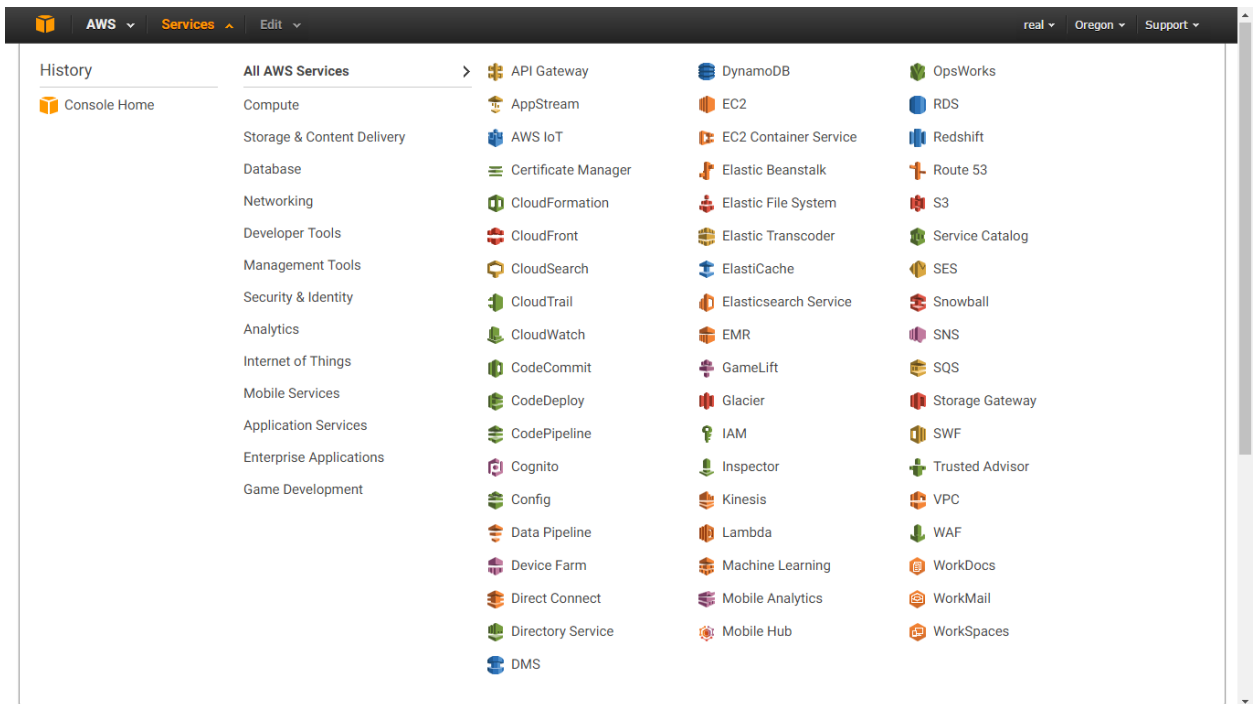 AWS Services Edit real Oregon Support
History
Console Home
All AWS Services
Compute
Storage & Content Delivery
Database
Networking
Developer Tools
Management Tools
Security & Identity
Analytics
Internet of Things
Mobile Services
Application Services
Enterprise Applications
Game Development
API Gateway
AppStream
AWS IoT
Certificate Manager
CloudFormation
CloudFront
CloudSearch
CloudTrail
CloudWatch
CodeCommit
CodeDeploy
CodePipeline
Cognito
Config
Data Pipeline
Device Farm
Direct Connect
Directory Service
DMS
DynamoDB
EC2
EC2 Container Service
Elastic Beanstalk
Elastic File System
Elastic Transcoder
ElastiCache
Elasticsearch Service
EMR
GameLift
Glacier
IAM
Inspector
Kinesis
Lambda
Machine Learning
Mobile Analytics
Mobile Hub
OpsWorks
RDS
Redshift
Route 53
S3
Service Catalog
SES
Snowball
SNS
SQS
Storage Gateway
SWF
Trusted Advisor
VPC
WAF
WorkDocs
WorkMail
WorkSpaces